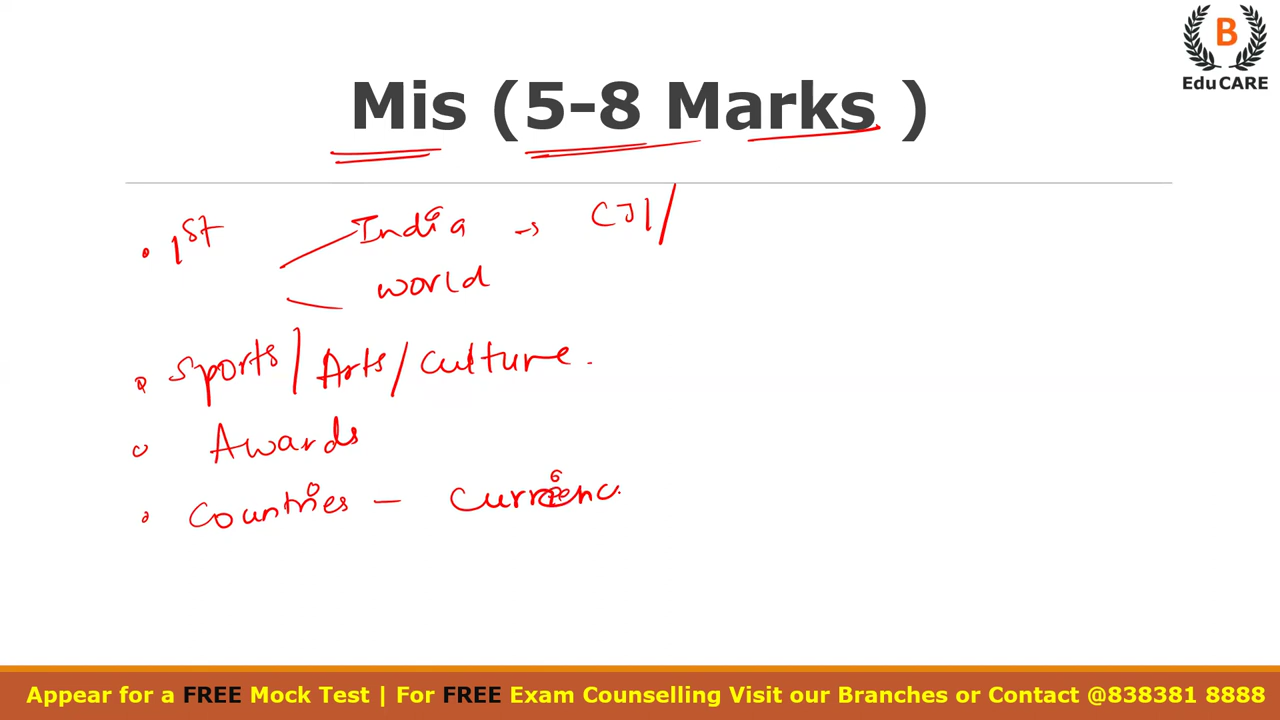 B
EduCARE
Mis (5-8 Marks )
• 1st India → CJI/
world
• Sports/Arts/Culture.
• Awards
• Countries -
Appear for a FREE Mock Test | For FREE Exam Counselling Visit our Branches or Contact @838381 8888